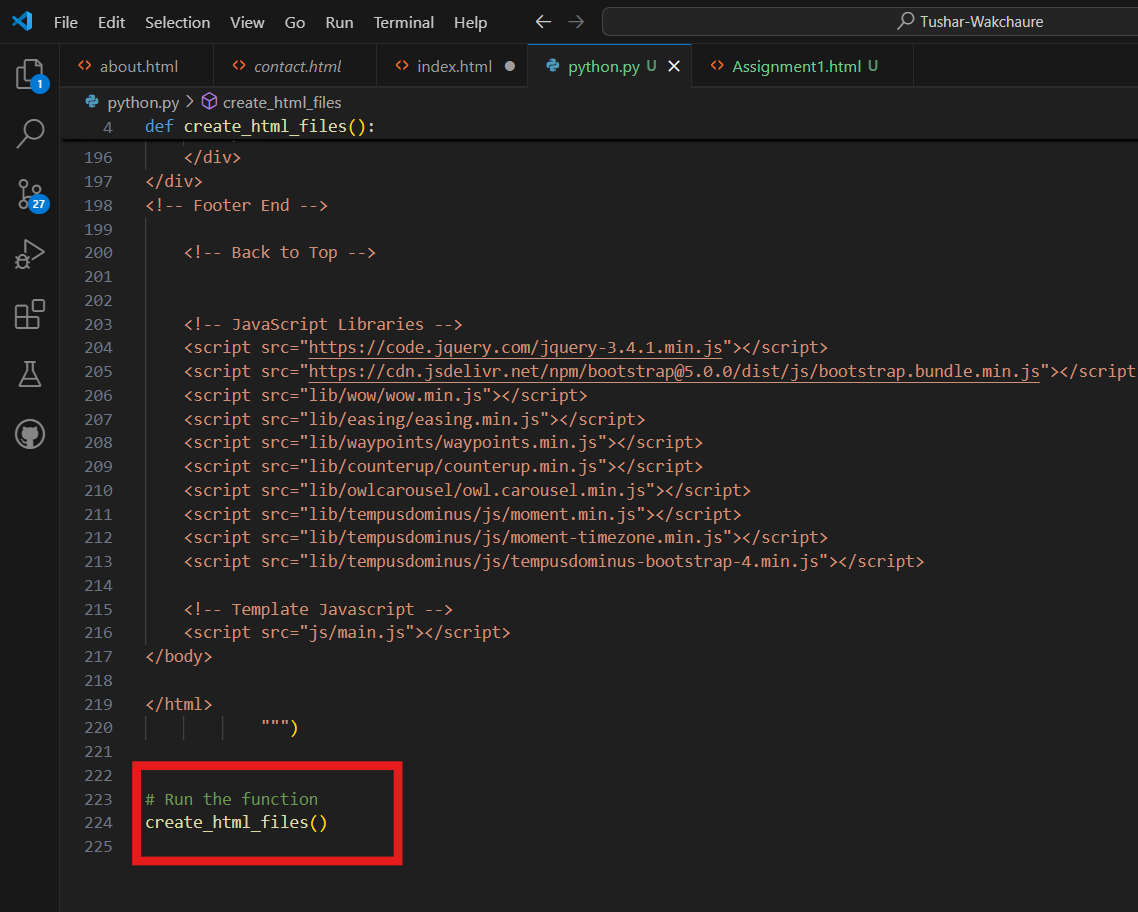 File Edit Selection View Go Run Terminal Help
Tushar-Wakchaure
about.html contact.html index.html python.py U Assignment1.html U
1
27
python.py > create_html_files
4 def create_html_files():
196 </div>
197 </div>
198 <!-- Footer End -->
199
200 <!-- Back to Top -->
201
202
203 <!-- JavaScript Libraries -->
204 <script src="https://code.jquery.com/jquery-3.4.1.min.js"></script>
205 <script src="https://cdn.jsdelivr.net/npm/bootstrap@5.0.0/dist/js/bootstrap.bundle.min.js"></script
206 <script src="lib/wow/wow.min.js"></script>
207 <script src="lib/easing/easing.min.js"></script>
208 <script src="lib/waypoints/waypoints.min.js"></script>
209 <script src="lib/counterup/counterup.min.js"></script>
210 <script src="lib/owlcarousel/owl.carousel.min.js"></script>
211 <script src="lib/tempusdominus/js/moment.min.js"></script>
212 <script src="lib/tempusdominus/js/moment-timezone.min.js"></script>
213 <script src="lib/tempusdominus/js/tempusdominus-bootstrap-4.min.js"></script>
214
215 <!-- Template Javascript -->
216 <script src="js/main.js"></script>
217 </body>
218
219 </html>
220 """)
221
222
223 # Run the function
224 create_html_files()
225